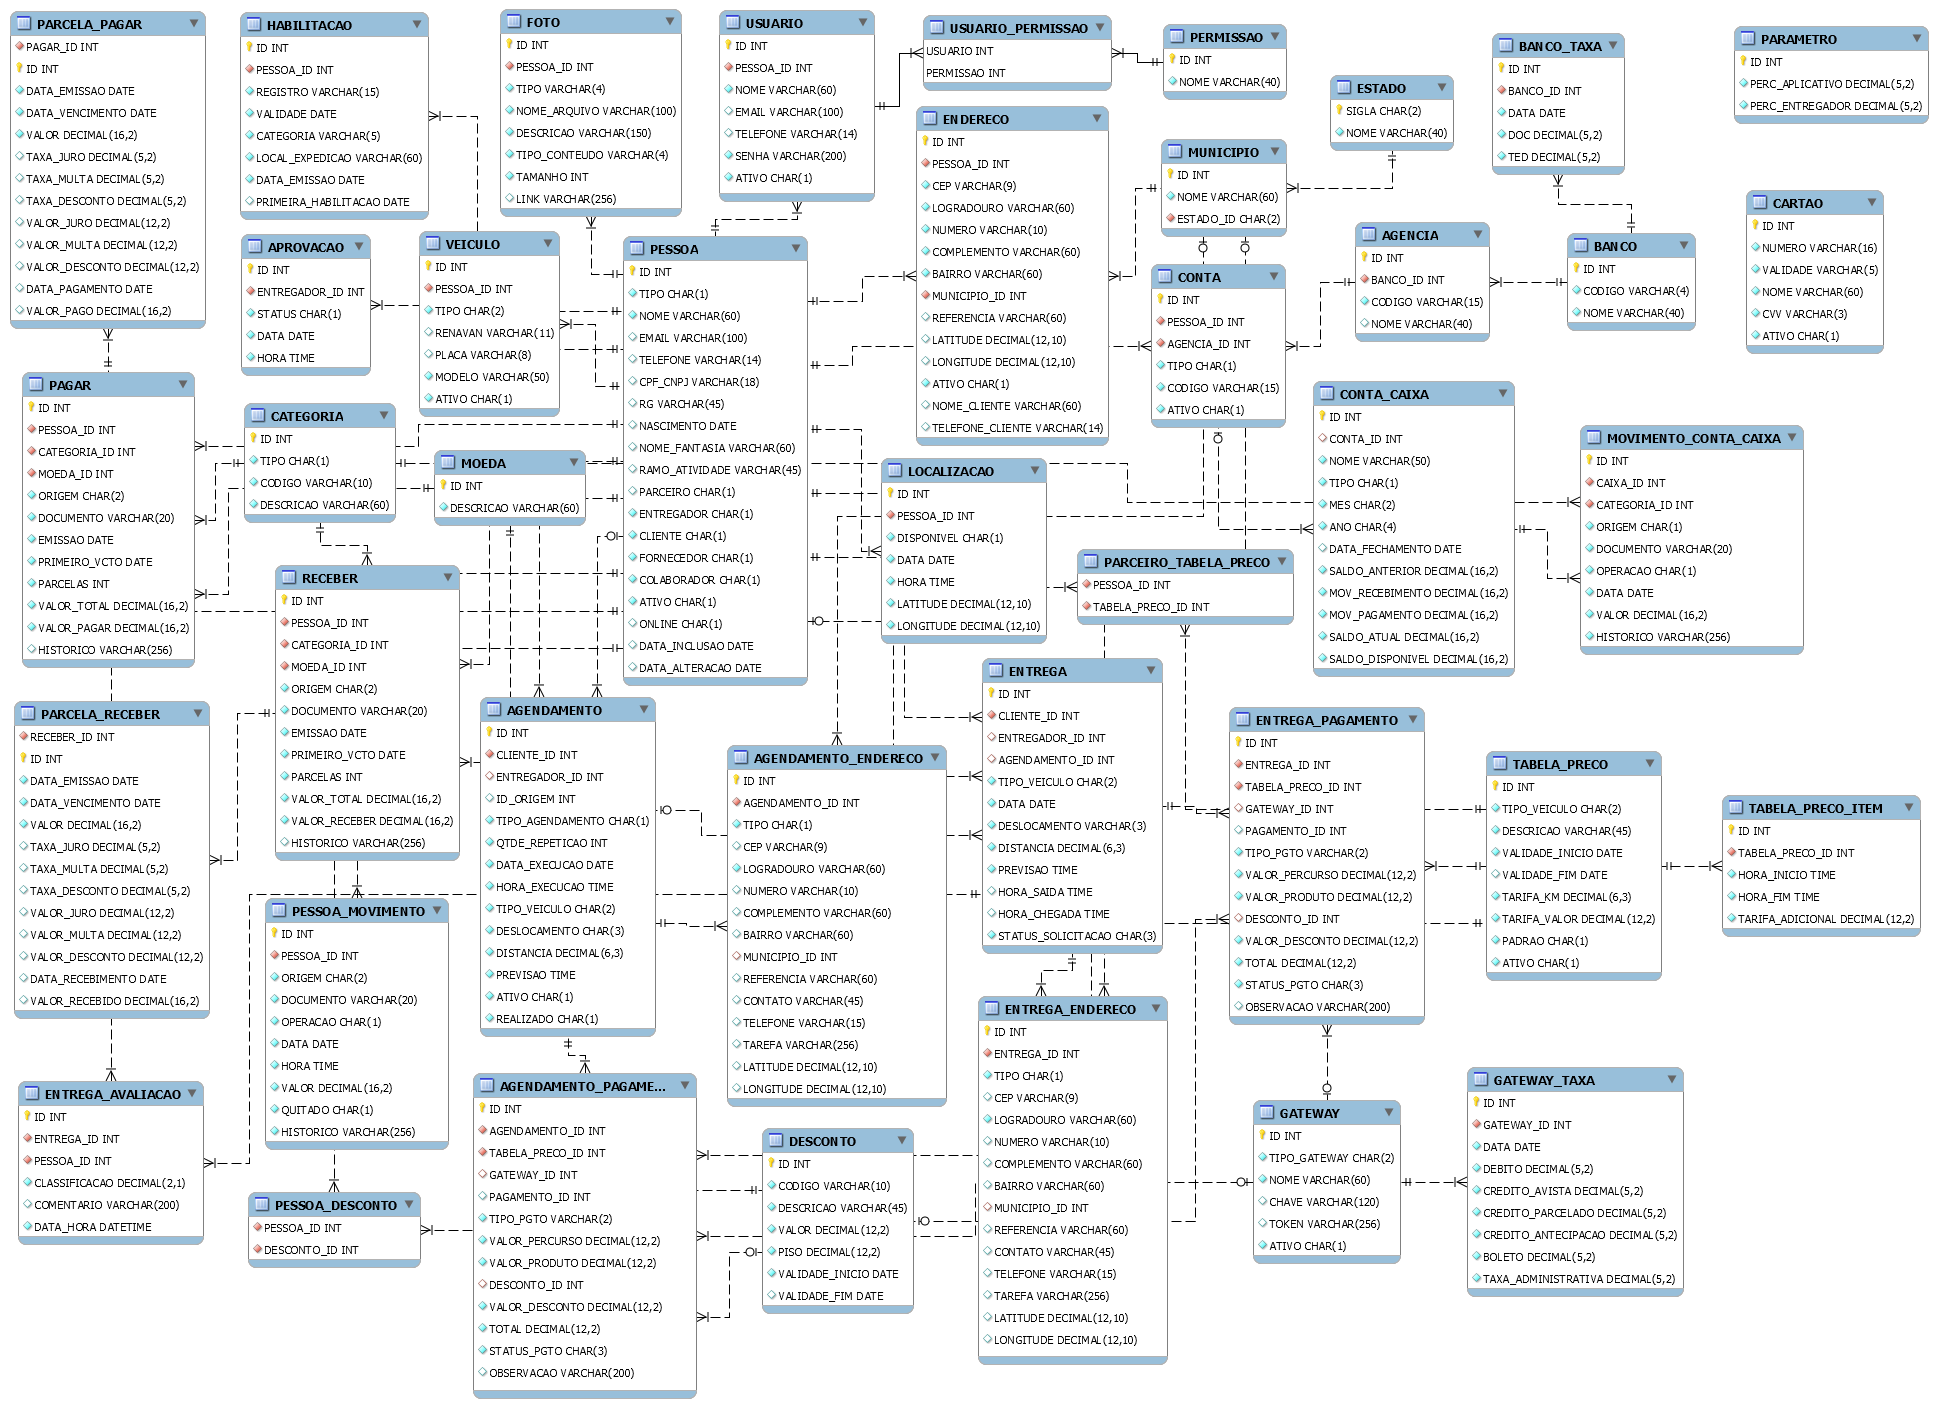 PARCELA_PAGAR
PAGAR_ID INT
ID INT
DATA_EMISSAO DATE
DATA_VENCIMENTO DATE
VALOR DECIMAL(16,2)
TAXA_JURO DECIMAL(5,2)
TAXA_MULTA DECIMAL(5,2)
TAXA_DESCONTO DECIMAL(5,2)
VALOR_JURO DECIMAL(12,2)
VALOR_MULTA DECIMAL(12,2)
VALOR_DESCONTO DECIMAL(12,2)
DATA_PAGAMENTO DATE
VALOR_PAGO DECIMAL(16,2)
HABILITACAO
ID INT
PESSOA_ID INT
REGISTRO VARCHAR(15)
VALIDADE DATE
CATEGORIA VARCHAR(5)
LOCAL_EXPEDICAO VARCHAR(60)
DATA_EMISSAO DATE
PRIMEIRA_HABILITACAO DATE
FOTO
ID INT
PESSOA_ID INT
TIPO VARCHAR(4)
NOME_ARQUIVO VARCHAR(100)
DESCRICAO VARCHAR(150)
TIPO_CONTEUDO VARCHAR(4)
TAMANHO INT
LINK VARCHAR(256)
USUARIO
ID INT
PESSOA_ID INT
NOME VARCHAR(60)
EMAIL VARCHAR(100)
TELEFONE VARCHAR(14)
SENHA VARCHAR(200)
ATIVO CHAR(1)
USUARIO_PERMISSAO
USUARIO INT
PERMISSAO INT
PERMISSAO
ID INT
NOME VARCHAR(40)
ESTADO
SIGLA CHAR(2)
NOME VARCHAR(40)
BANCO_TAXA
ID INT
BANCO_ID INT
DATA DATE
DOC DECIMAL(5,2)
TED DECIMAL(5,2)
PARAMETRO
ID INT
PERC_APLICATIVO DECIMAL(5,2)
PERC_ENTREGADOR DECIMAL(5,2)
APROVACAO
ID INT
ENTREGADOR_ID INT
STATUS CHAR(1)
DATA DATE
HORA TIME
VEICULO
ID INT
PESSOA_ID INT
TIPO CHAR(2)
RENAVAN VARCHAR(11)
PLACA VARCHAR(8)
MODELO VARCHAR(50)
ATIVO CHAR(1)
PESSOA
ID INT
TIPO CHAR(1)
NOME VARCHAR(60)
EMAIL VARCHAR(100)
TELEFONE VARCHAR(14)
CPF_CNPJ VARCHAR(18)
RG VARCHAR(45)
NASCIMENTO DATE
NOME_FANTASIA VARCHAR(60)
RAMO_ATIVIDADE VARCHAR(45)
PARCEIRO CHAR(1)
ENTREGADOR CHAR(1)
CLIENTE CHAR(1)
FORNECEDOR CHAR(1)
COLABORADOR CHAR(1)
ATIVO CHAR(1)
ONLINE CHAR(1)
DATA_INCLUSAO DATE
DATA_ALTERACAO DATE
ENDERECO
ID INT
PESSOA_ID INT
CEP VARCHAR(9)
LOGRADOURO VARCHAR(60)
NUMERO VARCHAR(10)
COMPLEMENTO VARCHAR(60)
BAIRRO VARCHAR(60)
MUNICIPIO_ID INT
REFERENCIA VARCHAR(60)
LATITUDE DECIMAL(12,10)
LONGITUDE DECIMAL(12,10)
ATIVO CHAR(1)
NOME_CLIENTE VARCHAR(60)
TELEFONE_CLIENTE VARCHAR(14)
MUNICIPIO
ID INT
NOME VARCHAR(60)
ESTADO_ID CHAR(2)
CONTA
ID INT
PESSOA_ID INT
AGENCIA_ID INT
TIPO CHAR(1)
CODIGO VARCHAR(15)
ATIVO CHAR(1)
AGENCIA
ID INT
BANCO_ID INT
CODIGO VARCHAR(15)
NOME VARCHAR(40)
BANCO
ID INT
CODIGO VARCHAR(4)
NOME VARCHAR(40)
CARTAO
ID INT
NUMERO VARCHAR(16)
VALIDADE VARCHAR(5)
NOME VARCHAR(60)
CVV VARCHAR(3)
ATIVO CHAR(1)
PAGAR
ID INT
PESSOA_ID INT
CATEGORIA_ID INT
MOEDA_ID INT
ORIGEM CHAR(2)
DOCUMENTO VARCHAR(20)
EMISSAO DATE
PRIMEIRO_VCTO DATE
PARCELAS INT
VALOR_TOTAL DECIMAL(16,2)
VALOR_PAGAR DECIMAL(16,2)
HISTORICO VARCHAR(256)
CATEGORIA
ID INT
TIPO CHAR(1)
CODIGO VARCHAR(10)
DESCRICAO VARCHAR(60)
MOEDA
ID INT
DESCRICAO VARCHAR(60)
LOCALIZACAO
ID INT
PESSOA_ID INT
DISPONIVEL CHAR(1)
DATA DATE
HORA TIME
LATITUDE DECIMAL(12,10)
LONGITUDE DECIMAL(12,10)
PARCEIRO_TABELA_PRECO
PESSOA_ID INT
TABELA_PRECO_ID INT
CONTA_CAIXA
ID INT
CONTA_ID INT
NOME VARCHAR(50)
TIPO CHAR(1)
MES CHAR(2)
ANO CHAR(4)
DATA_FECHAMENTO DATE
SALDO_ANTERIOR DECIMAL(16,2)
MOV_RECEBIMENTO DECIMAL(16,2)
MOV_PAGAMENTO DECIMAL(16,2)
SALDO_ATUAL DECIMAL(16,2)
SALDO_DISPONIVEL DECIMAL(16,2)
MOVIMENTO_CONTA_CAIXA
ID INT
CAIXA_ID INT
CATEGORIA_ID INT
ORIGEM CHAR(1)
DOCUMENTO VARCHAR(20)
OPERACAO CHAR(1)
DATA DATE
VALOR DECIMAL(16,2)
HISTORICO VARCHAR(256)
RECEBER
ID INT
PESSOA_ID INT
CATEGORIA_ID INT
MOEDA_ID INT
ORIGEM CHAR(2)
DOCUMENTO VARCHAR(20)
EMISSAO DATE
PRIMEIRO_VCTO DATE
PARCELAS INT
VALOR_TOTAL DECIMAL(16,2)
VALOR_RECEBER DECIMAL(16,2)
HISTORICO VARCHAR(256)
PARCELA_RECEBER
RECEBER_ID INT
ID INT
DATA_EMISSAO DATE
DATA_VENCIMENTO DATE
VALOR DECIMAL(16,2)
TAXA_JURO DECIMAL(5,2)
TAXA_MULTA DECIMAL(5,2)
TAXA_DESCONTO DECIMAL(5,2)
VALOR_JURO DECIMAL(12,2)
VALOR_MULTA DECIMAL(12,2)
VALOR_DESCONTO DECIMAL(12,2)
DATA_RECEBIMENTO DATE
VALOR_RECEBIDO DECIMAL(16,2)
AGENDAMENTO
ID INT
CLIENTE_ID INT
ENTREGADOR_ID INT
ID_ORIGEM INT
TIPO_AGENDAMENTO CHAR(1)
QTDE_REPETICAO INT
DATA_EXECUCAO DATE
HORA_EXECUCAO TIME
TIPO_VEICULO CHAR(2)
DESLOCAMENTO CHAR(3)
DISTANCIA DECIMAL(6,3)
PREVISAO TIME
ATIVO CHAR(1)
REALIZADO CHAR(1)
AGENDAMENTO_ENDERECO
ID INT
AGENDAMENTO_ID INT
TIPO CHAR(1)
CEP VARCHAR(9)
LOGRADOURO VARCHAR(60)
NUMERO VARCHAR(10)
COMPLEMENTO VARCHAR(60)
BAIRRO VARCHAR(60)
MUNICIPIO_ID INT
REFERENCIA VARCHAR(60)
CONTATO VARCHAR(45)
TELEFONE VARCHAR(15)
TAREFA VARCHAR(256)
LATITUDE DECIMAL(12,10)
LONGITUDE DECIMAL(12,10)
ENTREGA
ID INT
CLIENTE_ID INT
ENTREGADOR_ID INT
AGENDAMENTO_ID INT
TIPO_VEICULO CHAR(2)
DATA DATE
DESLOCAMENTO VARCHAR(3)
DISTANCIA DECIMAL(6,3)
PREVISAO TIME
HORA_SAIDA TIME
HORA_CHEGADA TIME
STATUS_SOLICITACAO CHAR(3)
ENTREGA_PAGAMENTO
ID INT
ENTREGA_ID INT
TABELA_PRECO_ID INT
GATEWAY_ID INT
PAGAMENTO_ID INT
TIPO_PGTO VARCHAR(2)
VALOR_PERCURSO DECIMAL(12,2)
VALOR_PRODUTO DECIMAL(12,2)
DESCONTO_ID INT
VALOR_DESCONTO DECIMAL(12,2)
TOTAL DECIMAL(12,2)
STATUS_PGTO CHAR(3)
OBSERVACAO VARCHAR(200)
TABELA_PRECO
ID INT
TIPO_VEICULO CHAR(2)
DESCRICAO VARCHAR(45)
VALIDADE_INICIO DATE
VALIDADE_FIM DATE
TARIFA_KM DECIMAL(6,3)
TARIFA_VALOR DECIMAL(12,2)
PADRAO CHAR(1)
ATIVO CHAR(1)
TABELA_PRECO_ITEM
ID INT
TABELA_PRECO_ID INT
HORA_INICIO TIME
HORA_FIM TIME
TARIFA_ADICIONAL DECIMAL(12,2)
PESSOA_MOVIMENTO
ID INT
PESSOA_ID INT
ORIGEM CHAR(2)
DOCUMENTO VARCHAR(20)
OPERACAO CHAR(1)
DATA DATE
HORA TIME
VALOR DECIMAL(16,2)
QUITADO CHAR(1)
HISTORICO VARCHAR(256)
ENTREGA_AVALIACAO
ID INT
ENTREGA_ID INT
PESSOA_ID INT
CLASSIFICACAO DECIMAL(2,1)
COMENTARIO VARCHAR(200)
DATA_HORA DATETIME
PESSOA_DESCONTO
PESSOA_ID INT
DESCONTO_ID INT
AGENDAMENTO_PAGAME...
ID INT
AGENDAMENTO_ID INT
TABELA_PRECO_ID INT
GATEWAY_ID INT
PAGAMENTO_ID INT
TIPO_PGTO VARCHAR(2)
VALOR_PERCURSO DECIMAL(12,2)
VALOR_PRODUTO DECIMAL(12,2)
DESCONTO_ID INT
VALOR_DESCONTO DECIMAL(12,2)
TOTAL DECIMAL(12,2)
STATUS_PGTO CHAR(3)
OBSERVACAO VARCHAR(200)
DESCONTO
ID INT
CODIGO VARCHAR(10)
DESCRICAO VARCHAR(45)
VALOR DECIMAL(12,2)
PISO DECIMAL(12,2)
VALIDADE_INICIO DATE
VALIDADE_FIM DATE
ENTREGA_ENDERECO
ID INT
ENTREGA_ID INT
TIPO CHAR(1)
CEP VARCHAR(9)
LOGRADOURO VARCHAR(60)
NUMERO VARCHAR(10)
COMPLEMENTO VARCHAR(60)
BAIRRO VARCHAR(60)
MUNICIPIO_ID INT
REFERENCIA VARCHAR(60)
CONTATO VARCHAR(45)
TELEFONE VARCHAR(15)
TAREFA VARCHAR(256)
LATITUDE DECIMAL(12,10)
LONGITUDE DECIMAL(12,10)
GATEWAY
ID INT
TIPO_GATEWAY CHAR(2)
NOME VARCHAR(60)
CHAVE VARCHAR(120)
TOKEN VARCHAR(256)
ATIVO CHAR(1)
GATEWAY_TAXA
ID INT
GATEWAY_ID INT
DATA DATE
DEBITO DECIMAL(5,2)
CREDITO_AVISTA DECIMAL(5,2)
CREDITO_PARCELADO DECIMAL(5,2)
CREDITO_ANTECIPACAO DECIMAL(5,2)
BOLETO DECIMAL(5,2)
TAXA_ADMINISTRATIVA DECIMAL(5,2)